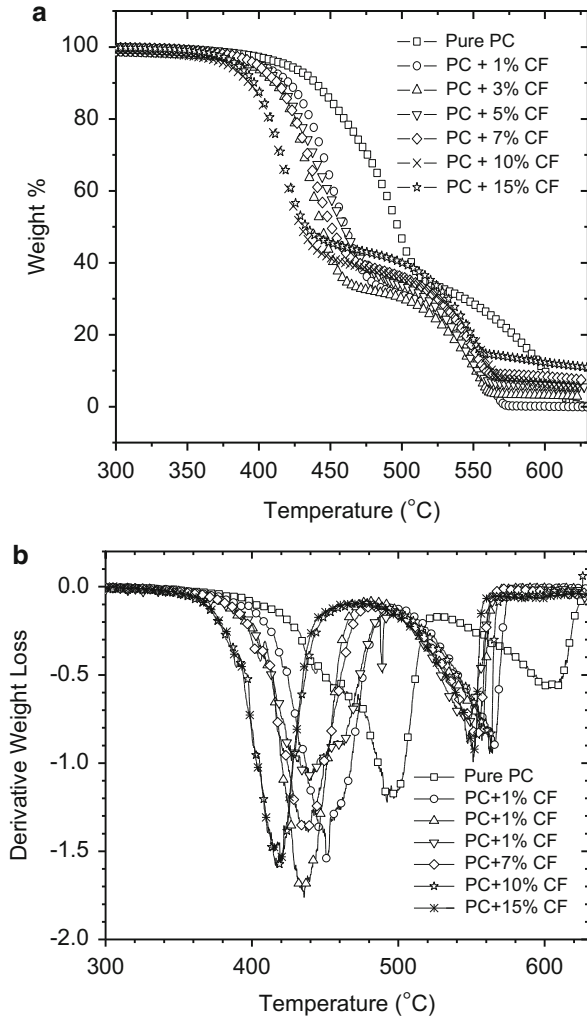 a
100
80
60
40
20
0
Weight %
Pure PC
PC + 1% CF
PC + 3% CF
PC + 5% CF
PC + 7% CF
PC + 10% CF
PC + 15% CF
300 350 400 450 500 550 600
Temperature (°C)
b
0.0
-0.5
-1.0
-1.5
-2.0
Derivative Weight Loss
Pure PC
PC+1% CF
PC+1% CF
PC+1% CF
PC+7% CF
PC+10% CF
PC+15% CF
300 400 500 600
Temperature (°C)